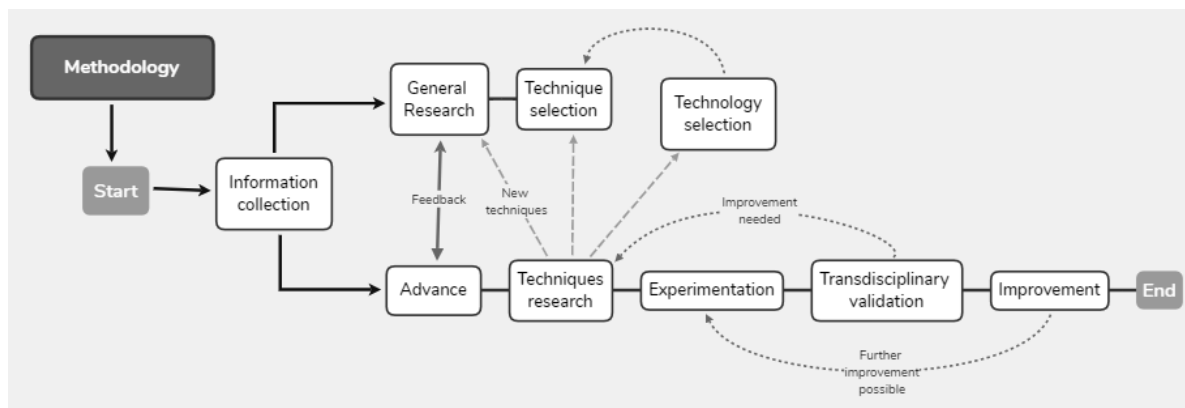 Methodology
Start
Information
collection
General
Research
Technique
selection
Technology
selection
Feedback
New
techniques
Improvement
needed
Advance
Techniques
research
Experimentation
Transdisciplinary
validation
Improvement
End
Further
improvement
possible